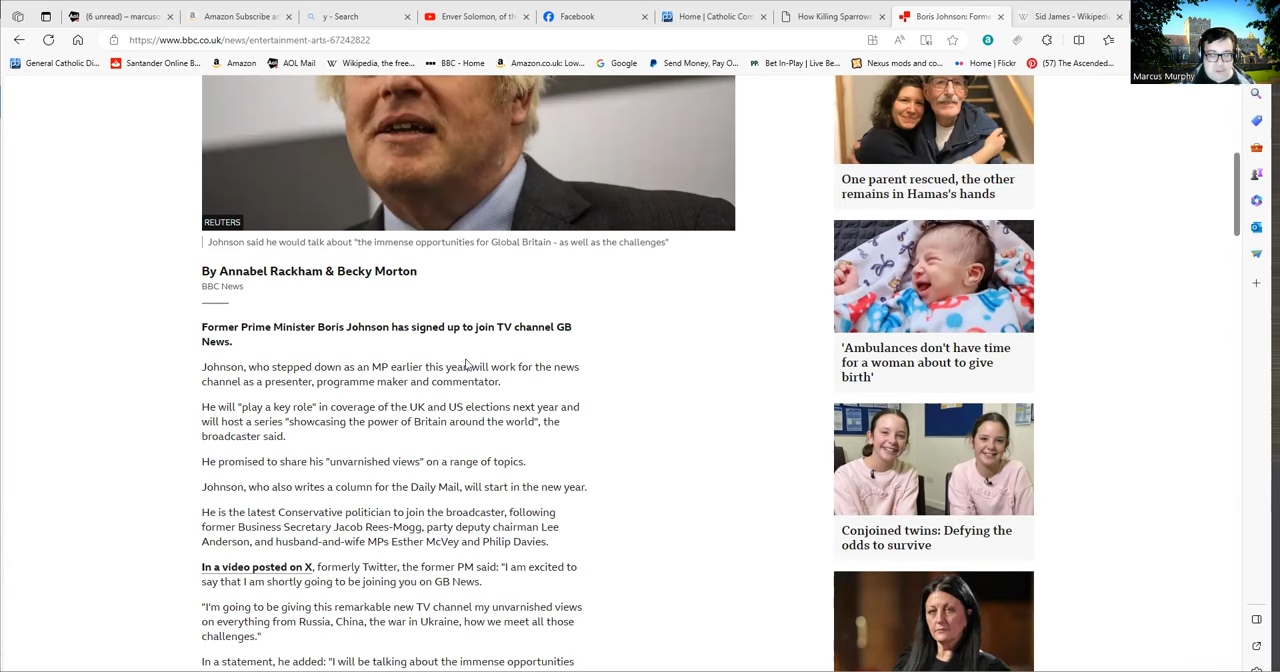 (6 unread) - marcuso
Amazon Subscribe a
y - Search
Enver Solomon, of th
Facebook
Home | Catholic Com
How Killing Sparrows
Boris Johnson: Forme
Sid James - Wikipedia
https://www.bbc.co.uk/news/entertainment-arts-67242822
General Catholic Di...
Santander Online B...
Amazon
AOL Mail
Wikipedia, the free...
BBC - Home
Amazon.co.uk: Low...
Google
Send Money, Pay O...
Bet In-Play | Live Be...
Nexus mods and co...
Home | Flickr
(57) The Ascended...
Marcus Murphy
REUTERS
Johnson said he would talk about "the immense opportunities for Global Britain - as well as the challenges"
By Annabel Rackham & Becky Morton
BBC News
Former Prime Minister Boris Johnson has signed up to join TV channel GB
News.
Johnson, who stepped down as an MP earlier this year, will work for the news
channel as a presenter, programme maker and commentator.
He will "play a key role" in coverage of the UK and US elections next year and
will host a series "showcasing the power of Britain around the world", the
broadcaster said.
He promised to share his "unvarnished views" on a range of topics.
Johnson, who also writes a column for the Daily Mail, will start in the new year.
He is the latest Conservative politician to join the broadcaster, following
former Business Secretary Jacob Rees-Mogg, party deputy chairman Lee
Anderson, and husband-and-wife MPs Esther McVey and Philip Davies.
In a video posted on X, formerly Twitter, the former PM said: "I am excited to
say that I am shortly going to be joining you on GB News.
"I'm going to be giving this remarkable new TV channel my unvarnished views
on everything from Russia, China, the war in Ukraine, how we meet all those
challenges."
In a statement, he added: "I will be talking about the immense opportunities
One parent rescued, the other
remains in Hamas's hands
'Ambulances don't have time
for a woman about to give
birth'
Conjoined twins: Defying the
odds to survive